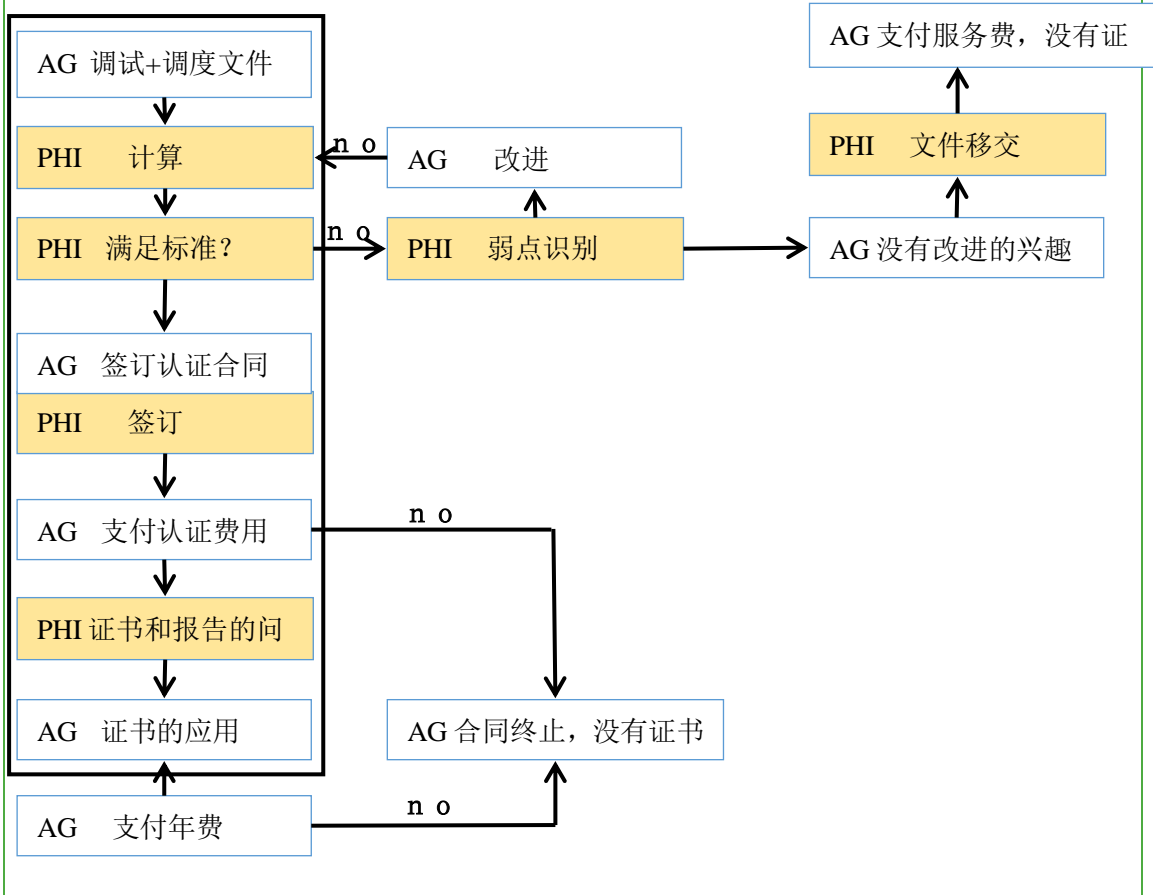 AG 调试+调度文件
PHI 计算
PHI 满足标准？
AG 签订认证合同
PHI 签订
AG 支付认证费用
PHI 证书和报告的问
AG 证书的应用
AG 支付年费
no
AG 改进
no
PHI 弱点识别
no
AG 合同终止，没有证书
no
AG 支付服务费，没有证
PHI 文件移交
AG 没有改进的兴趣